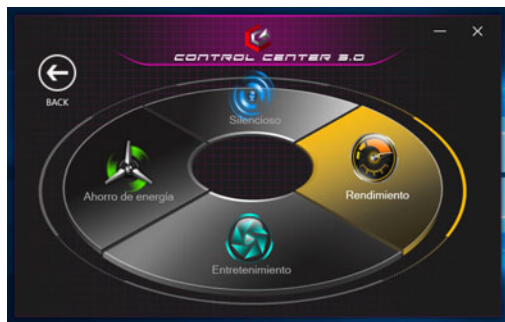 CONTROL CENTER 3.0
BACK
Silencioso
Ahorro de energía
Rendimiento
Entretenimiento